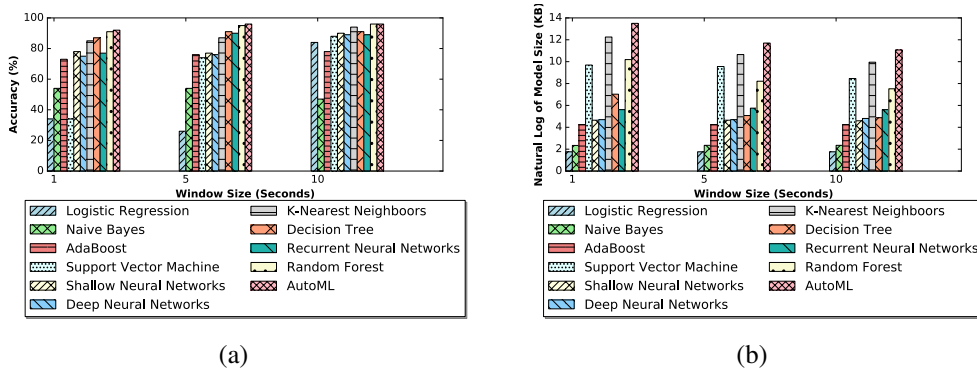 100
80
60
40
20
0
Accuracy (%)
1
5
10
Window Size (Seconds)
Logistic Regression
Naive Bayes
AdaBoost
Support Vector Machine
Shallow Neural Networks
Deep Neural Networks
K-Nearest Neighboors
Decision Tree
Recurrent Neural Networks
Random Forest
AutoML
(a)
14
12
10
8
6
4
2
0
Natural Log of Model Size (KB)
1
5
10
Window Size (Seconds)
Logistic Regression
Naive Bayes
AdaBoost
Support Vector Machine
Shallow Neural Networks
Deep Neural Networks
K-Nearest Neighboors
Decision Tree
Recurrent Neural Networks
Random Forest
AutoML
(b)